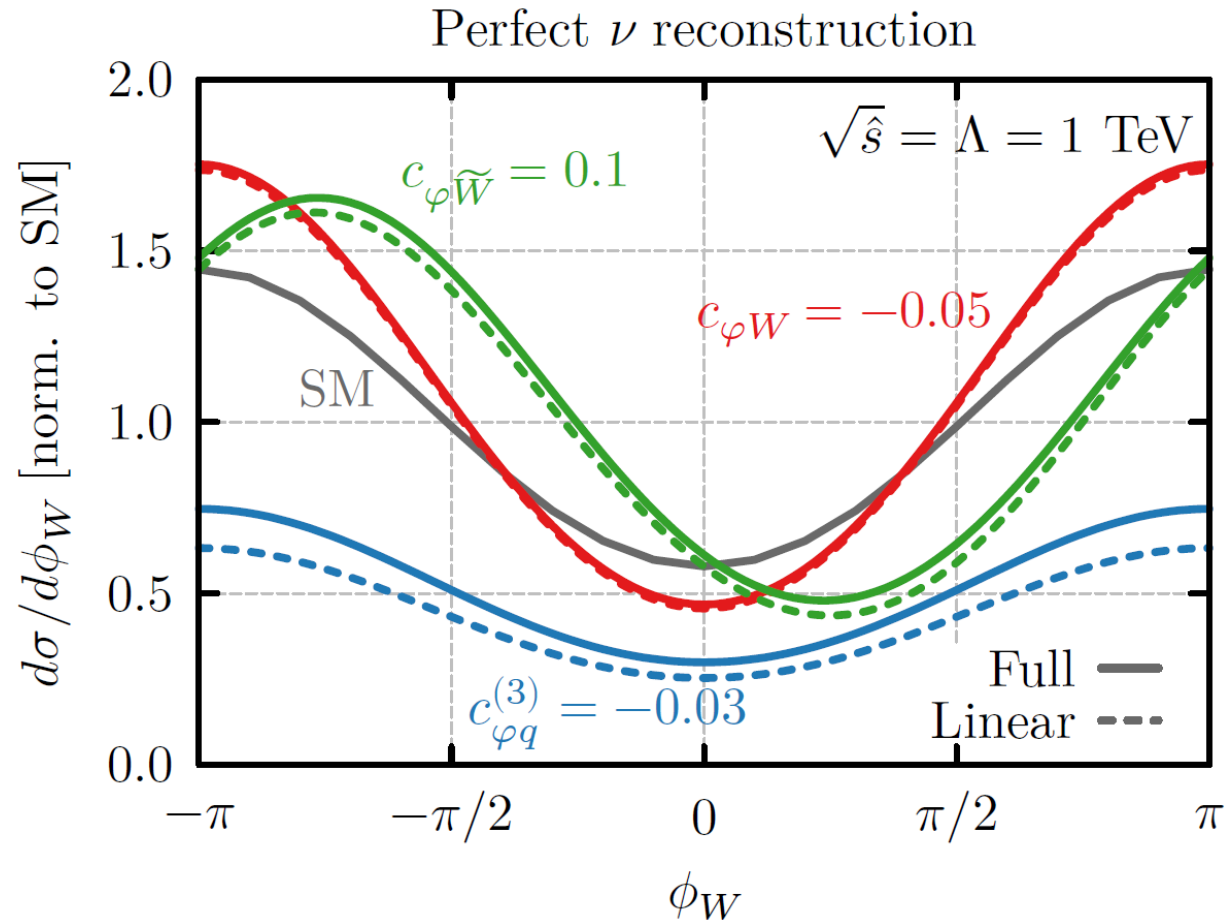 Perfect ν reconstruction
dσ/dϕ_W [norm. to SM]
2.0
1.5
1.0
0.5
0.0
√ŝ = Λ = 1 TeV
c_{φW̃} = 0.1
c_{φW} = −0.05
SM
c_{φq}^{(3)} = −0.03
Full
Linear
−π
−π/2
0
π/2
π
ϕ_W